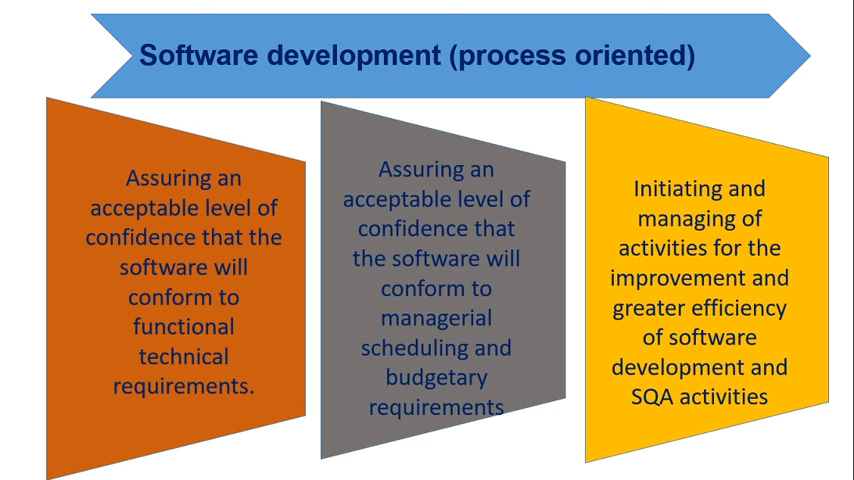 Software development (process oriented)
Assuring an
acceptable level of
confidence that the
software will
conform to
functional
technical
requirements.
Assuring an
acceptable level of
confidence that
the software will
conform to
managerial
scheduling and
budgetary
requirements
Initiating and
managing of
activities for the
improvement and
greater efficiency
of software
development and
SQA activities